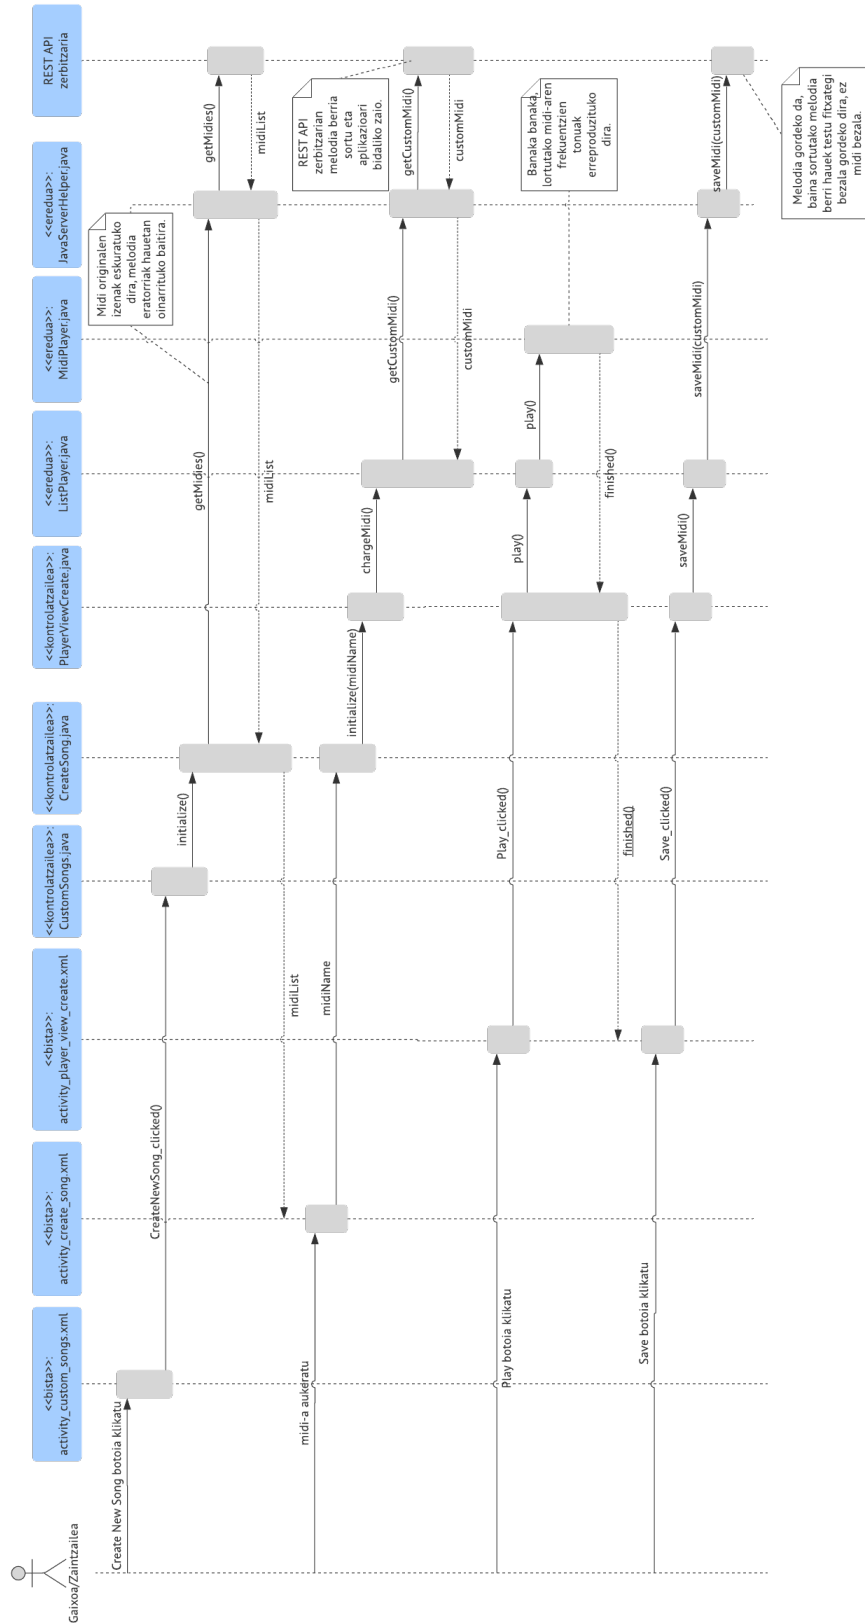 Gaixoa/Zaintzailea
<<bista>>:
activity_custom_songs.xml
<<bista>>:
activity_create_song.xml
<<bista>>:
activity_player_view_create.xml
<<kontrolatzailea>>:
CustomSongs.java
<<kontrolatzailea>>:
CreateSong.java
<<kontrolatzailea>>:
PlayerViewCreate.java
<<eredua>>:
ListPlayer.java
<<eredua>>:
MidiPlayer.java
<<eredua>>:
JavaServerHelper.java
REST API
zerbitzaria
Create New Song botoia klikatu
CreateNewSong_clicked()
initialize()
getMidies()
Midi originalen
izenak eskuratuko
dira, melodia
eratorriak hauetan
oinarrituko baitira.
getMidies()
midiList
midiList
midiList
midi-a aukeratu
midiName
initialize(midiName)
chargeMidi()
getCustomMidi()
getCustomMidi()
REST API
zerbitzarian
melodia berria
sortu eta
aplikazioari
bidaliko zaio.
customMidi
customMidi
Play botoia klikatu
Play_clicked()
play()
play()
Banaka banaka,
lortutako midi-aren
frekuentzien
tonuak
erreproduzituko
dira.
finished()
finished()
Save botoia klikatu
Save_clicked()
saveMidi()
saveMidi(customMidi)
saveMidi(customMidi)
Melodia gordeko da,
baina sortutako melodia
berri hauek testu fitxategi
bezala gordeko dira, ez
midi bezala.